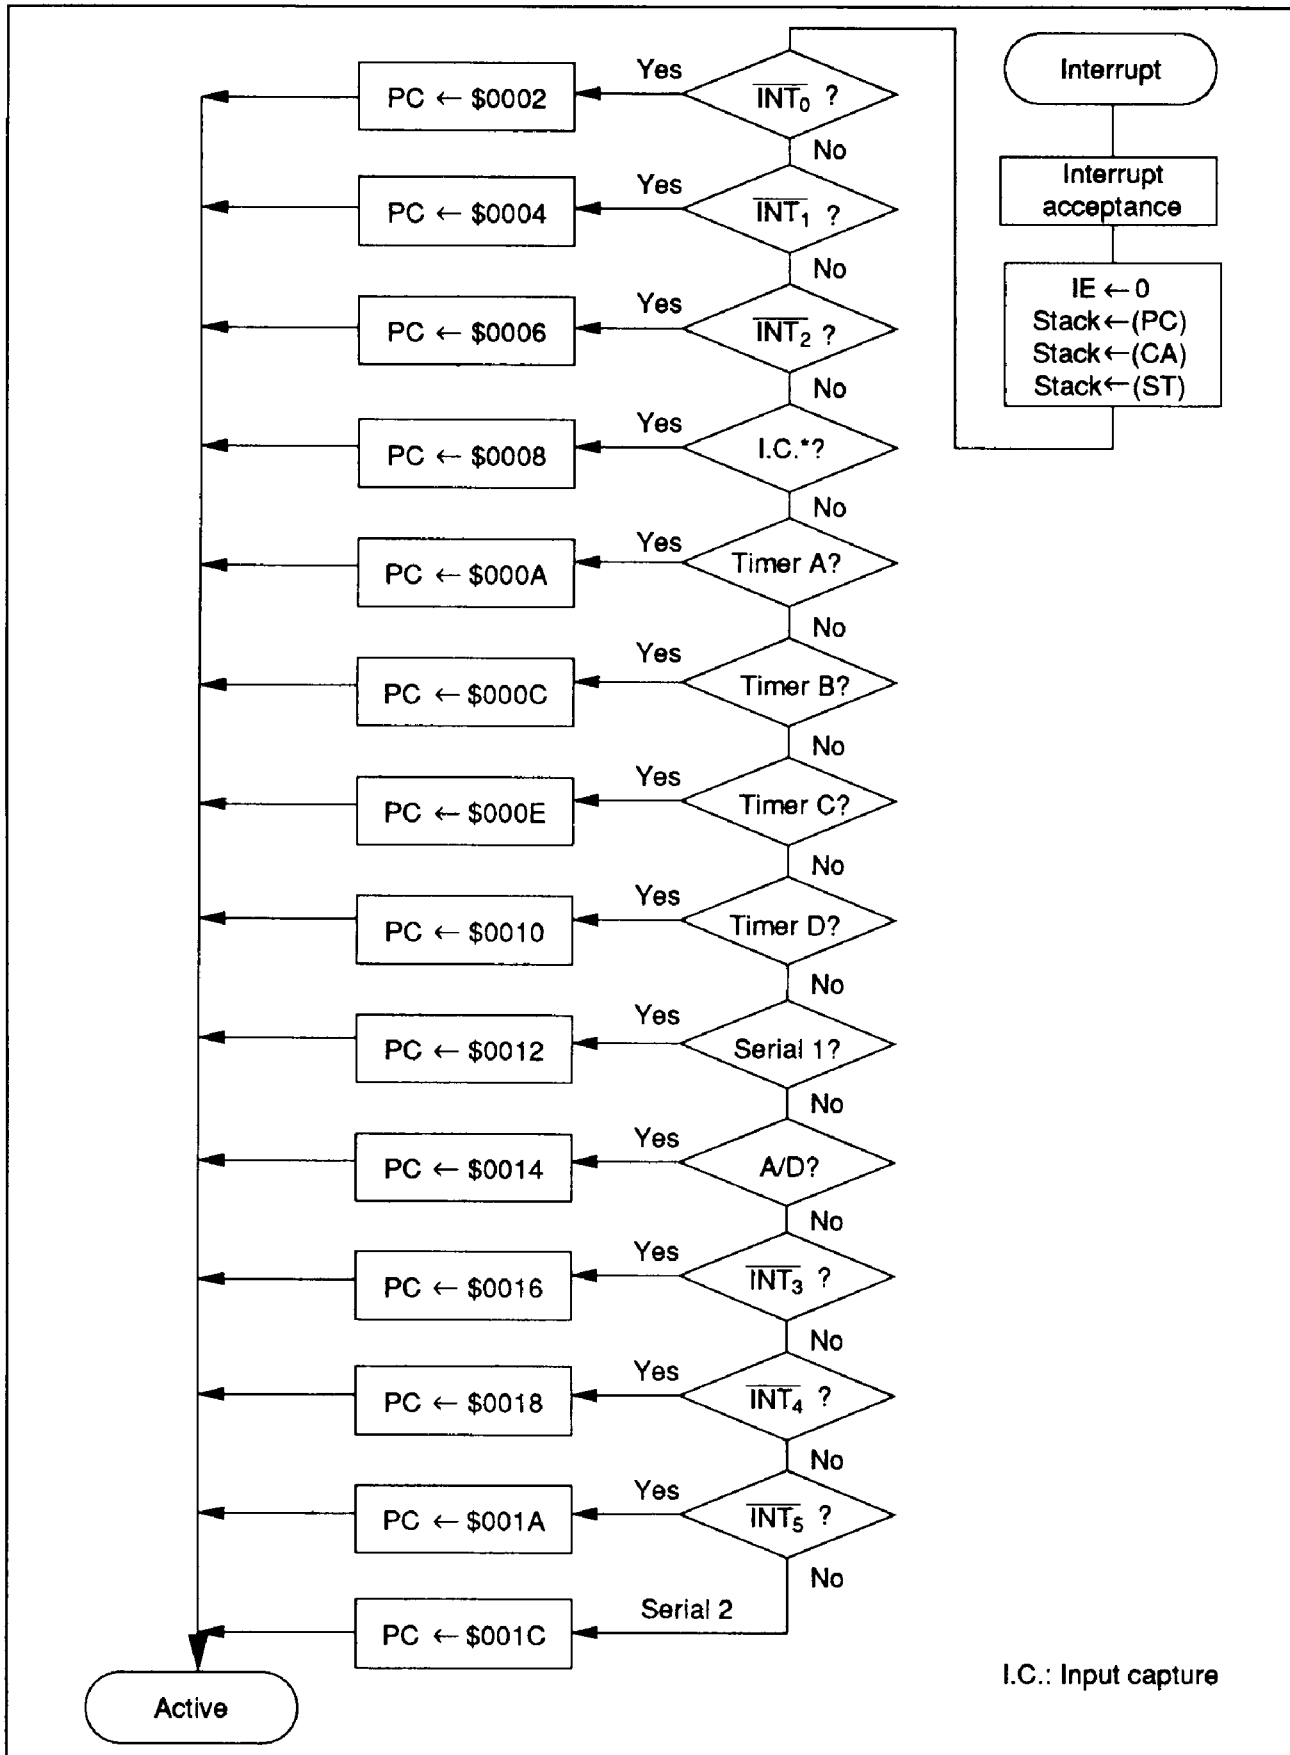 Interrupt
Interrupt
acceptance
IE ← 0
Stack←(PC)
Stack←(CA)
Stack←(ST)
INT0 ?
Yes
PC ← $0002
No
INT1 ?
Yes
PC ← $0004
No
INT2 ?
Yes
PC ← $0006
No
I.C.*?
Yes
PC ← $0008
No
Timer A?
Yes
PC ← $000A
No
Timer B?
Yes
PC ← $000C
No
Timer C?
Yes
PC ← $000E
No
Timer D?
Yes
PC ← $0010
No
Serial 1?
Yes
PC ← $0012
No
A/D?
Yes
PC ← $0014
No
INT3 ?
Yes
PC ← $0016
No
INT4 ?
Yes
PC ← $0018
No
INT5 ?
Yes
PC ← $001A
No
Serial 2
PC ← $001C
Active
I.C.: Input capture